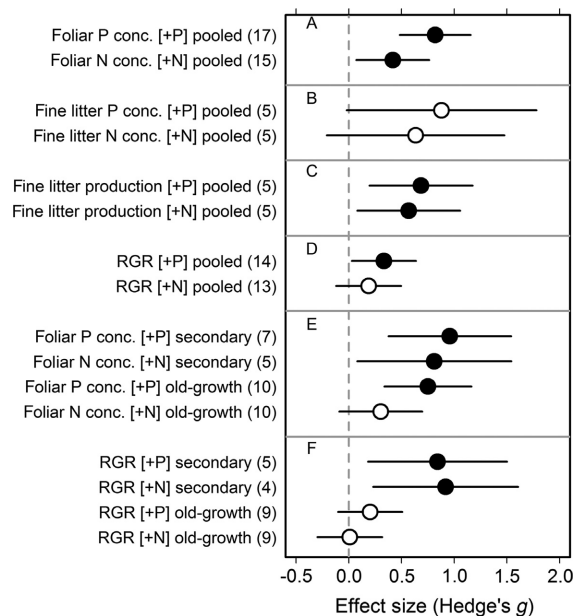 A
Foliar P conc. [+P] pooled (17)
Foliar N conc. [+N] pooled (15)
B
Fine litter P conc. [+P] pooled (5)
Fine litter N conc. [+N] pooled (5)
C
Fine litter production [+P] pooled (5)
Fine litter production [+N] pooled (5)
D
RGR [+P] pooled (14)
RGR [+N] pooled (13)
E
Foliar P conc. [+P] secondary (7)
Foliar N conc. [+N] secondary (5)
Foliar P conc. [+P] old-growth (10)
Foliar N conc. [+N] old-growth (10)
F
RGR [+P] secondary (5)
RGR [+N] secondary (4)
RGR [+P] old-growth (9)
RGR [+N] old-growth (9)
-0.5 0.0 0.5 1.0 1.5 2.0
Effect size (Hedge's g)